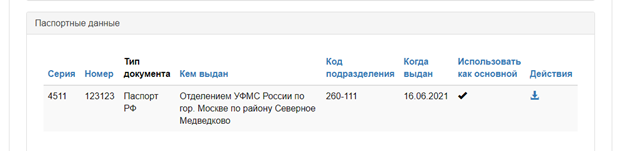 Паспортные данные
Серия Номер Тип документа Кем выдан Код подразделения Когда выдан Использовать как основной Действия
4511 123123 Паспорт РФ Отделением УФМС России по гор. Москве по району Северное Медведково 260-111 16.06.2021